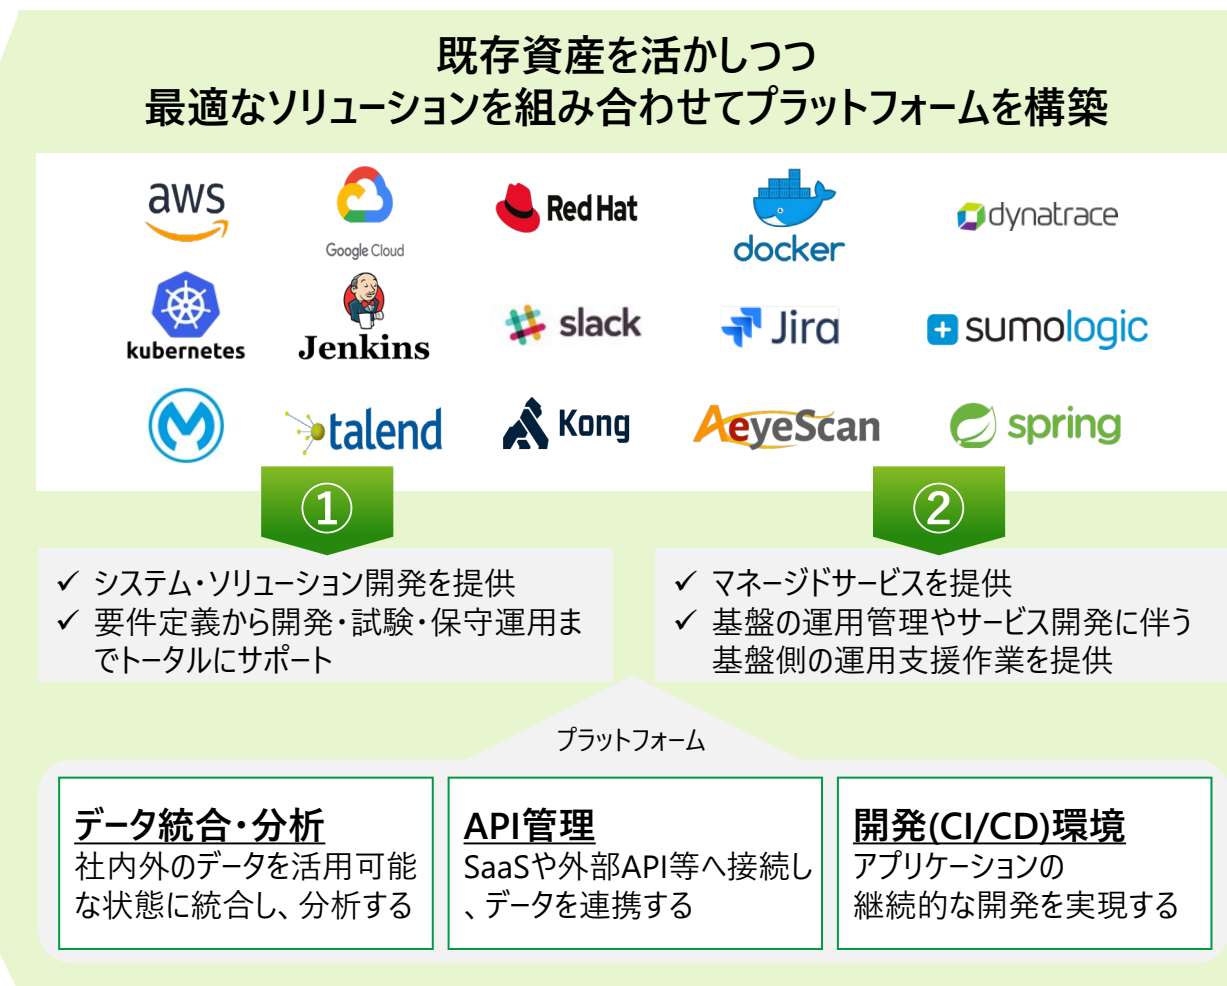 既存資産を活かしつつ
最適なソリューションを組み合わせてプラットフォームを構築
aws
Google Cloud
Red Hat
docker
dynatrace
kubernetes
Jenkins
slack
Jira
sumologic
talend
Kong
AeyeScan
spring
①
②
✓ システム・ソリューション開発を提供
✓ 要件定義から開発・試験・保守運用ま
でトータルにサポート
✓ マネージドサービスを提供
✓ 基盤の運用管理やサービス開発に伴う
基盤側の運用支援作業を提供
プラットフォーム
データ統合・分析
社内外のデータを活用可能
な状態に統合し、分析する
API管理
SaaSや外部API等へ接続し
、データを連携する
開発(CI/CD)環境
アプリケーションの
継続的な開発を実現する